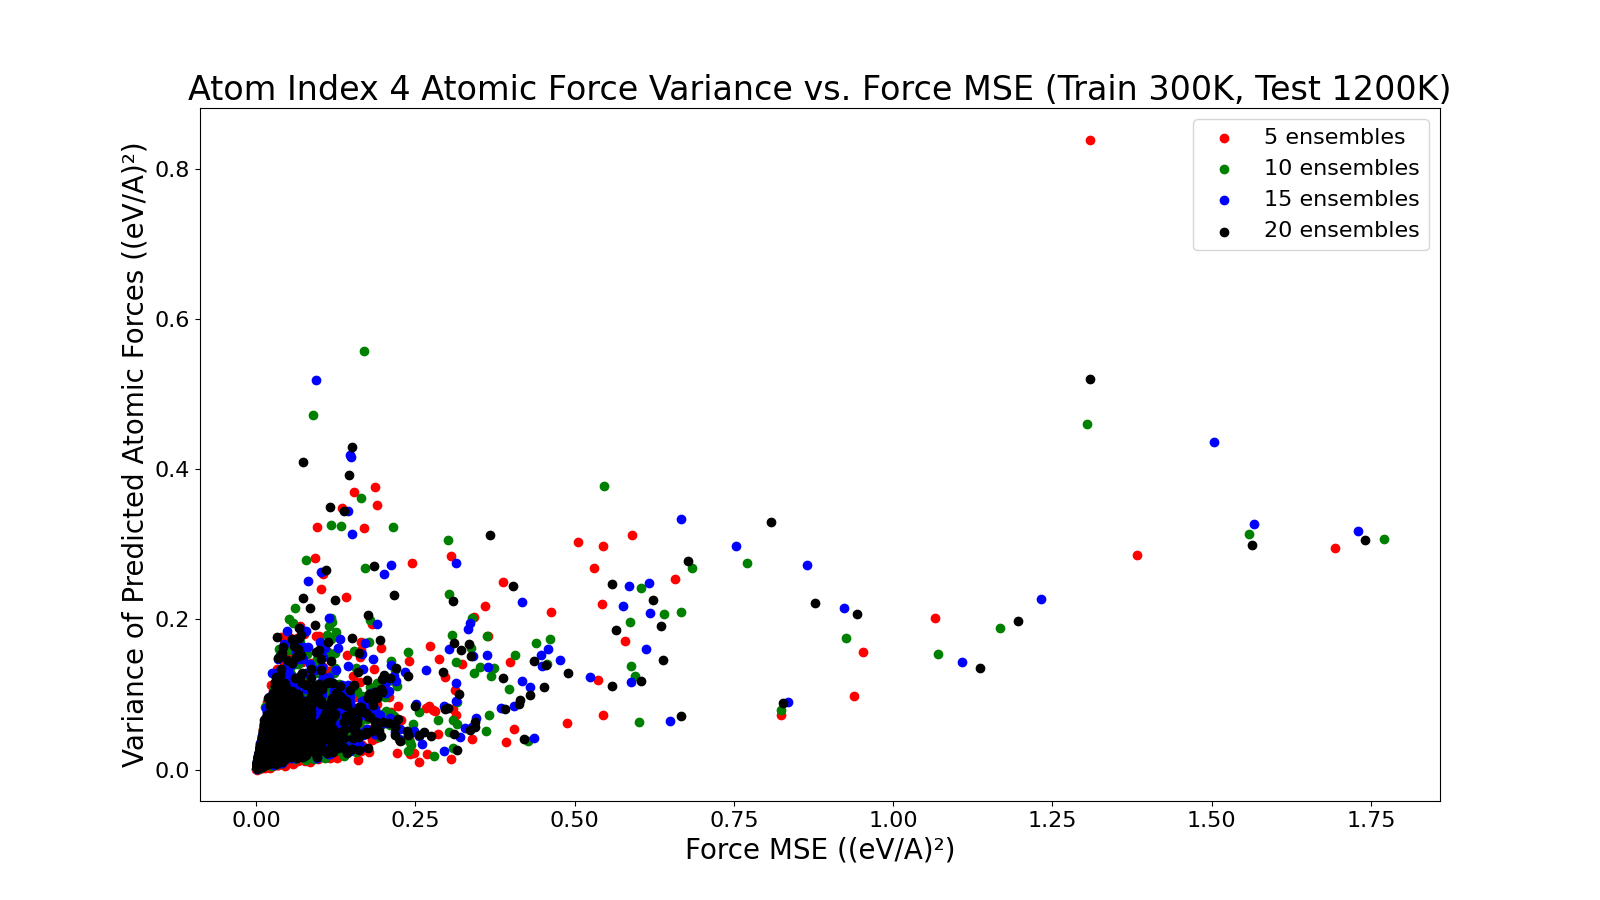 Atom Index 4 Atomic Force Variance vs. Force MSE (Train 300K, Test 1200K)
5 ensembles
10 ensembles
15 ensembles
20 ensembles
Variance of Predicted Atomic Forces ((eV/A)²)
0.8
0.6
0.4
0.2
0.0
0.00 0.25 0.50 0.75 1.00 1.25 1.50 1.75
Force MSE ((eV/A)²)